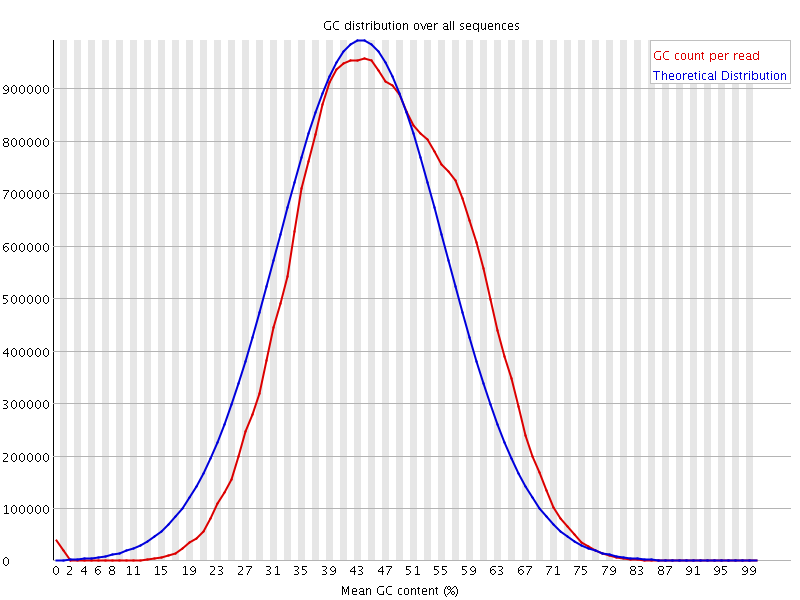 GC distribution over all sequences
GC count per read
Theoretical Distribution
900000
800000
700000
600000
500000
400000
300000
200000
100000
0
0 2 4 6 8 11 15 19 23 27 31 35 39 43 47 51 55 59 63 67 71 75 79 83 87 91 95 99
Mean GC content (%)